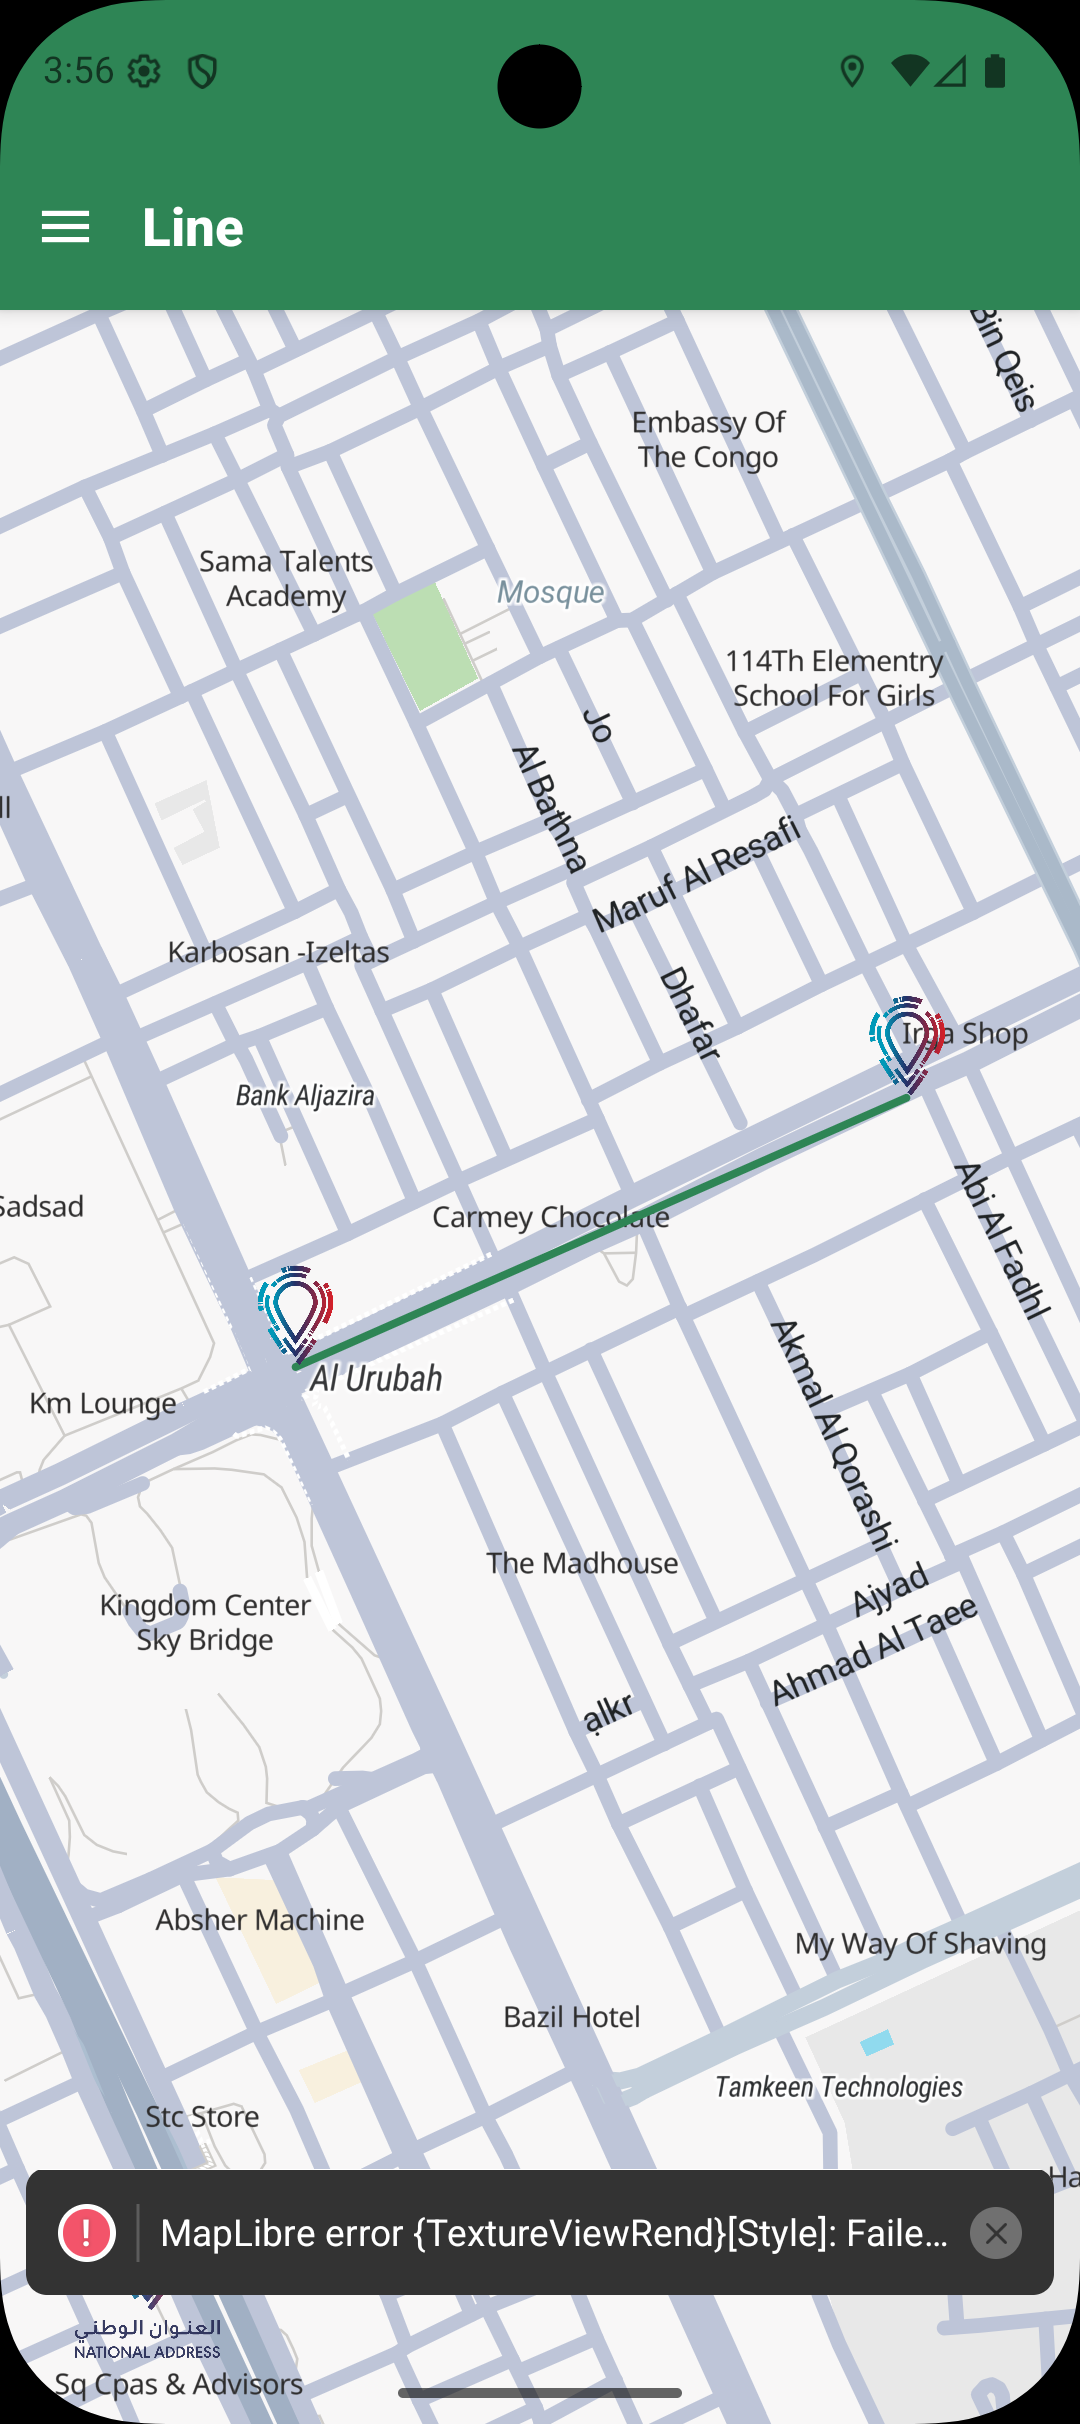 3:56
Line
Bin Qeis
Embassy Of
The Congo
Sama Talents
Academy
Mosque
114Th Elementry
School For Girls
Jo
Al Bathna
Maruf Al Resafi
Karbosan -Izeltas
Dhafar
Irqa Shop
Bank Aljazira
Sadsad
Carmey Chocolate
Abi Al Fadhl
Al Urubah
Km Lounge
Akmal Al Qorashi
The Madhouse
Ajyad
Kingdom Center
Sky Bridge
Ahmad Al Taee
ạlkr
Absher Machine
My Way Of Shaving
Bazil Hotel
Tamkeen Technologies
Stc Store
Ha
MapLibre error {TextureViewRend}[Style]: Faile...
العنوان الوطني
NATIONAL ADDRESS
Sq Cpas & Advisors